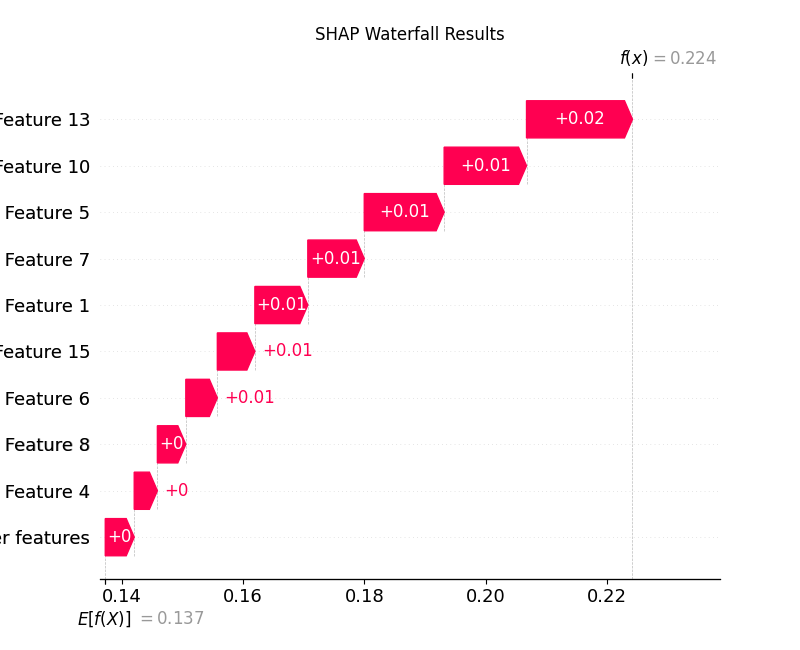 SHAP Waterfall Results
f(x) = 0.224
Feature 13
+0.02
Feature 10
+0.01
Feature 5
+0.01
Feature 7
+0.01
Feature 1
+0.01
Feature 15
+0.01
Feature 6
+0.01
Feature 8
+0
Feature 4
+0
features
+0
0.14 0.16 0.18 0.20 0.22
E[f(X)] = 0.137